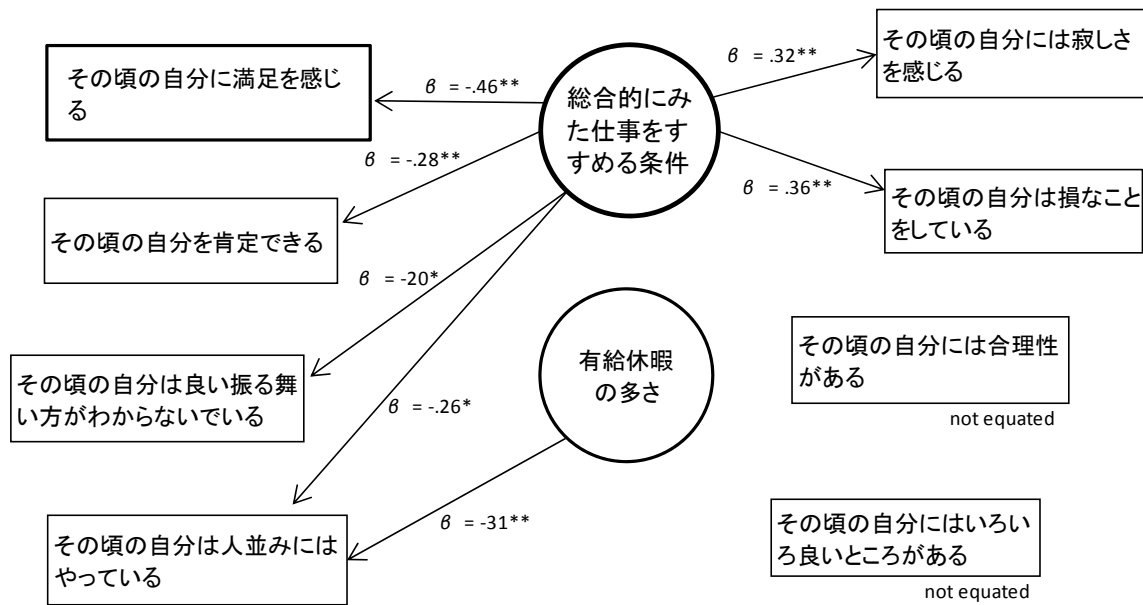 その頃の自分に満足を感じ
る
β = -.46**
総合的にみ
た仕事をす
すめる条件
β = .32**
その頃の自分には寂しさ
を感じる
β = -.28**
β = .36**
その頃の自分は損なこと
をしている
その頃の自分を肯定できる
β = -20*
その頃の自分は良い振る舞
い方がわからないでいる
β = -.26*
有給休暇
の多さ
その頃の自分には合理性
がある
not equated
β = -31**
その頃の自分は人並みには
やっている
その頃の自分にはいろい
ろ良いところがある
not equated